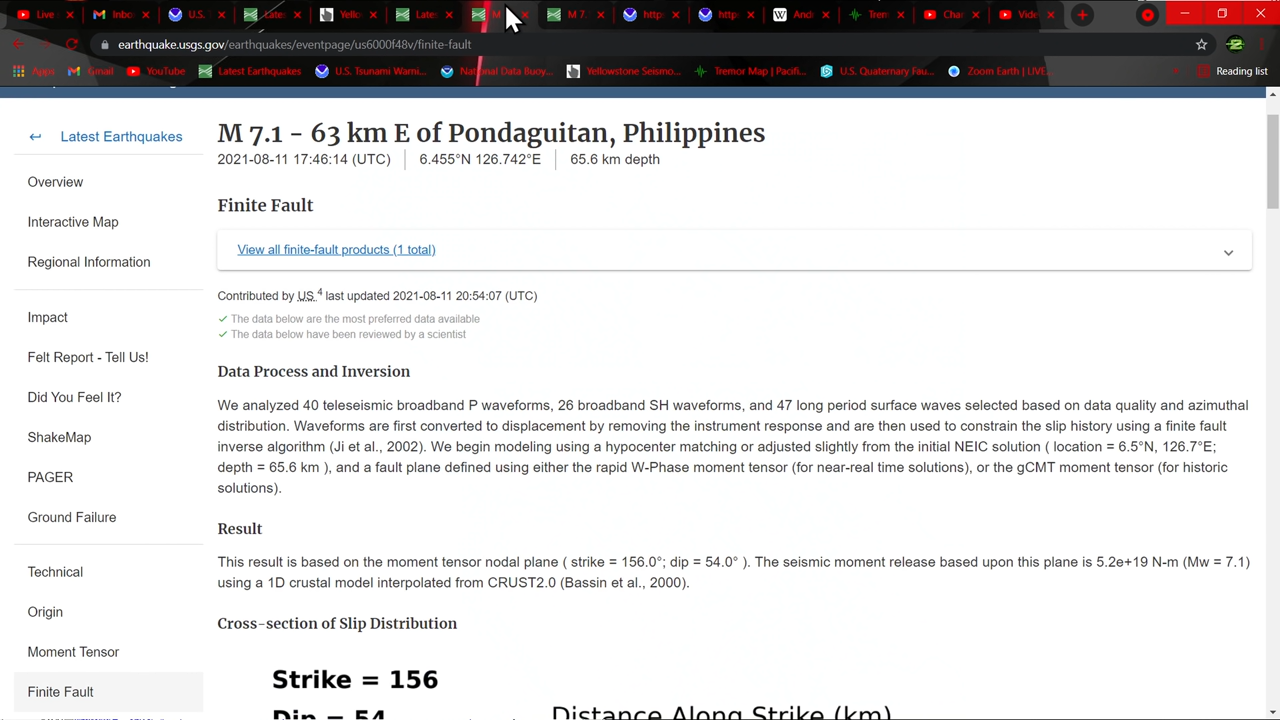 Live
Inbo
U.S. T
Late
Yello
Late
M
M 7.
http
http
Andr
Trem
Char
Vide
earthquake.usgs.gov/earthquakes/eventpage/us6000f48v/finite-fault
Apps Gmail YouTube Latest Earthquakes U.S. Tsunami Warni... National Data Buoy... Yellowstone Seismo... Tremor Map | Pacifi... U.S. Quaternary Fau... Zoom Earth | LIVE... Reading list
Latest Earthquakes
Overview
Interactive Map
Regional Information
Impact
Felt Report - Tell Us!
Did You Feel It?
ShakeMap
PAGER
Ground Failure
Technical
Origin
Moment Tensor
Finite Fault
M 7.1 - 63 km E of Pondaguitan, Philippines
2021-08-11 17:46:14 (UTC) 6.455°N 126.742°E 65.6 km depth
Finite Fault
View all finite-fault products (1 total)
Contributed by US 4 last updated 2021-08-11 20:54:07 (UTC)
The data below are the most preferred data available
The data below have been reviewed by a scientist
Data Process and Inversion
We analyzed 40 teleseismic broadband P waveforms, 26 broadband SH waveforms, and 47 long period surface waves selected based on data quality and azimuthal
distribution. Waveforms are first converted to displacement by removing the instrument response and are then used to constrain the slip history using a finite fault
inverse algorithm (Ji et al., 2002). We begin modeling using a hypocenter matching or adjusted slightly from the initial NEIC solution ( location = 6.5°N, 126.7°E;
depth = 65.6 km ), and a fault plane defined using either the rapid W-Phase moment tensor (for near-real time solutions), or the gCMT moment tensor (for historic
solutions).
Result
This result is based on the moment tensor nodal plane ( strike = 156.0°; dip = 54.0° ). The seismic moment release based upon this plane is 5.2e+19 N-m (Mw = 7.1)
using a 1D crustal model interpolated from CRUST2.0 (Bassin et al., 2000).
Cross-section of Slip Distribution
Strike = 156
Dip = 54
Distance Along Strike (km)